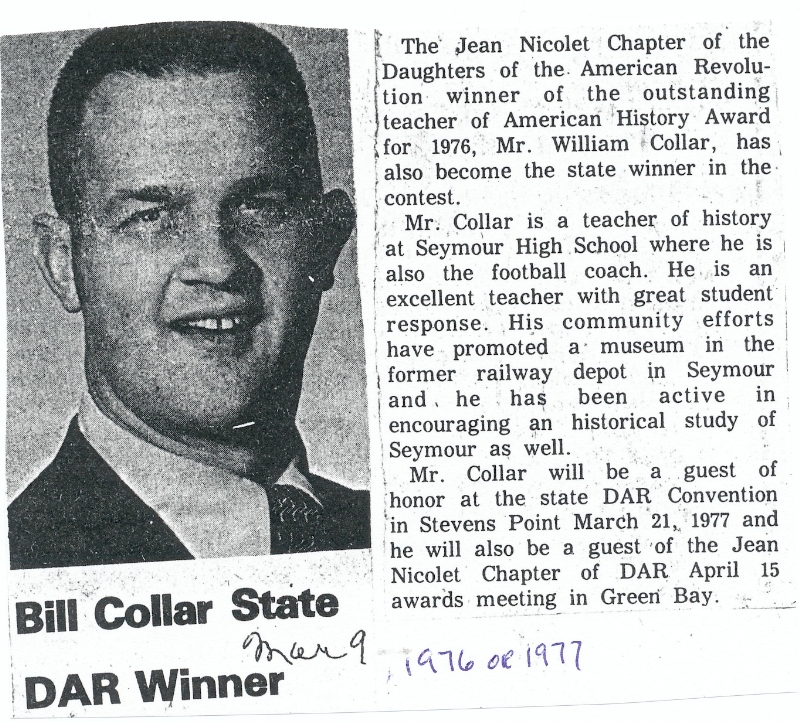 The Jean Nicolet Chapter of the
Daughters of the American Revolu-
tion winner of the outstanding
teacher of American History Award
for 1976, Mr. William Collar, has
also become the state winner in the
contest.
Mr. Collar is a teacher of history
at Seymour High School where he is
also the football coach. He is an
excellent teacher with great student
response. His community efforts
have promoted a museum in the
former railway depot in Seymour
and he has been active in
encouraging an historical study of
Seymour as well.
Mr. Collar will be a guest of
honor at the state DAR Convention
in Stevens Point March 21, 1977 and
he will also be a guest of the Jean
Nicolet Chapter of DAR April 15
awards meeting in Green Bay.
Bill Collar State
DAR Winner
Mar 9
1976 OR 1977